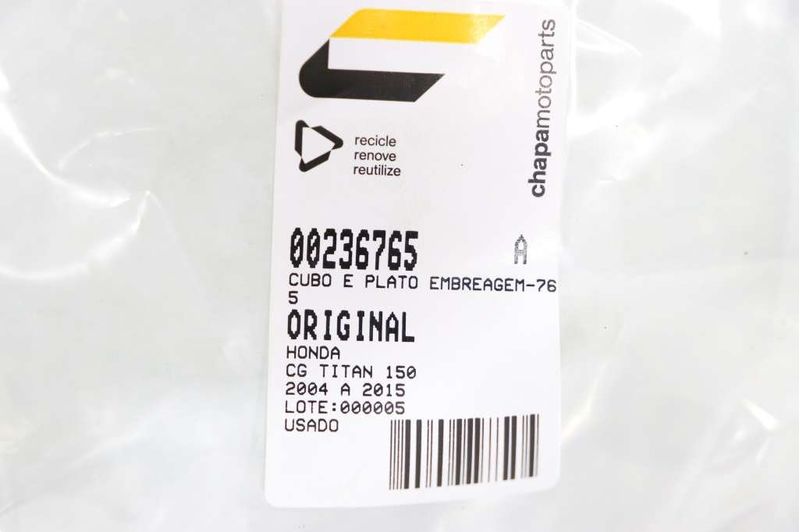 chapamotoparts
recicle
renove
reutilize
00236765 A
CUBO E PLATO EMBREAGEM-76
5
ORIGINAL
HONDA
CG TITAN 150
2004 A 2015
LOTE:000005
USADO